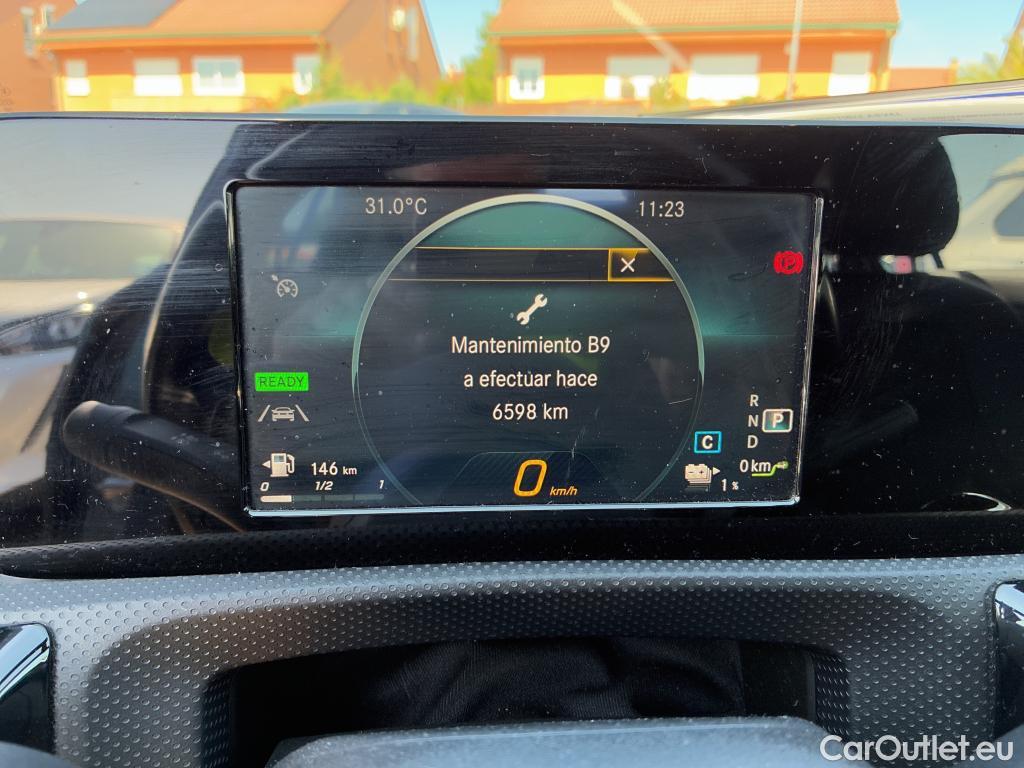 31.0°C
11:23
READY
Mantenimiento B9
a efectuar hace
6598 km
R
N P
D
C
146 km
0 1/2 1
0 km/h
1 %
0 km
CarOutlet.eu